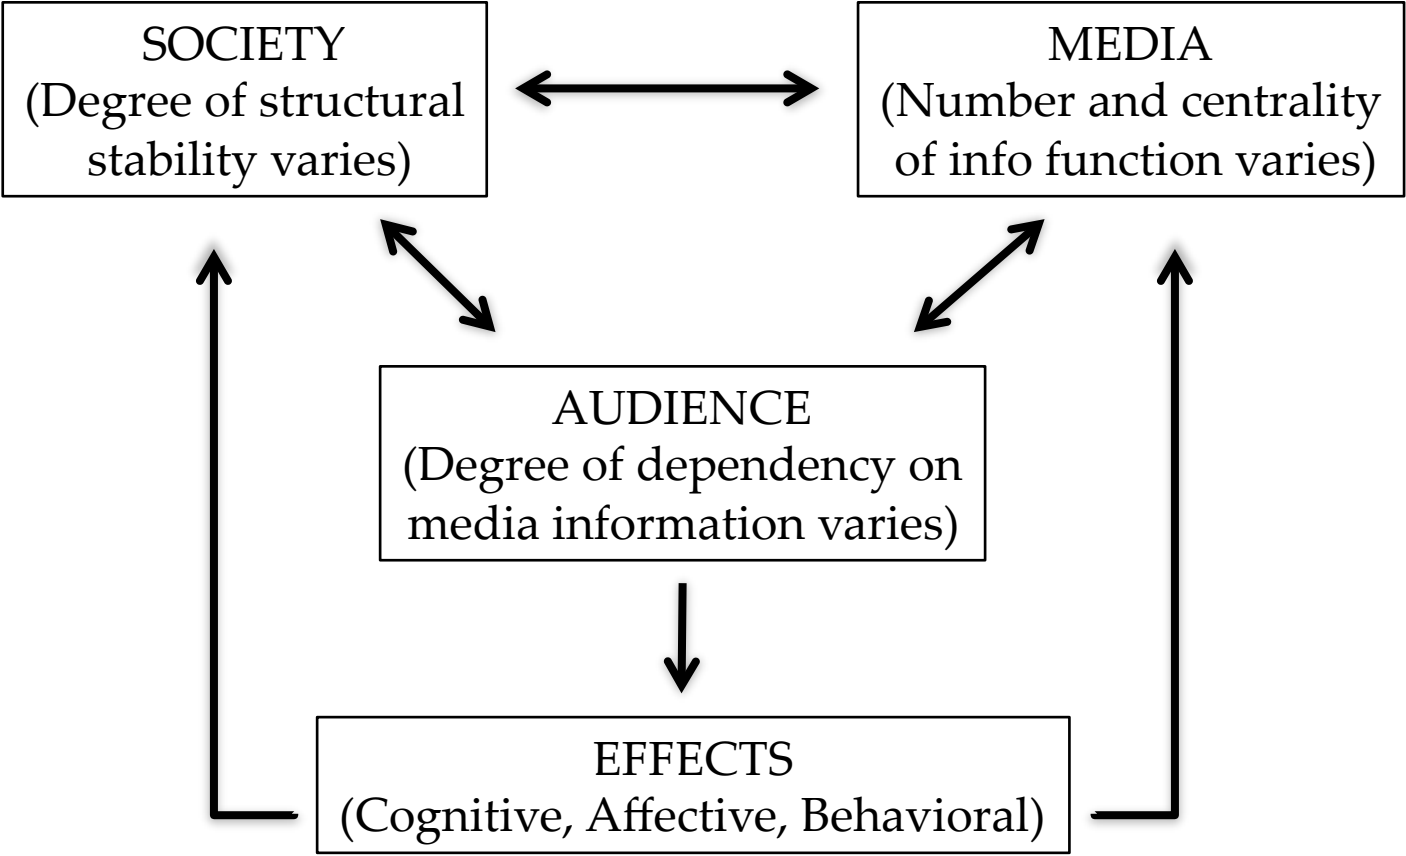 SOCIETY
(Degree of structural
stability varies)
MEDIA
(Number and centrality
of info function varies)
AUDIENCE
(Degree of dependency on
media information varies)
EFFECTS
(Cognitive, Affective, Behavioral)